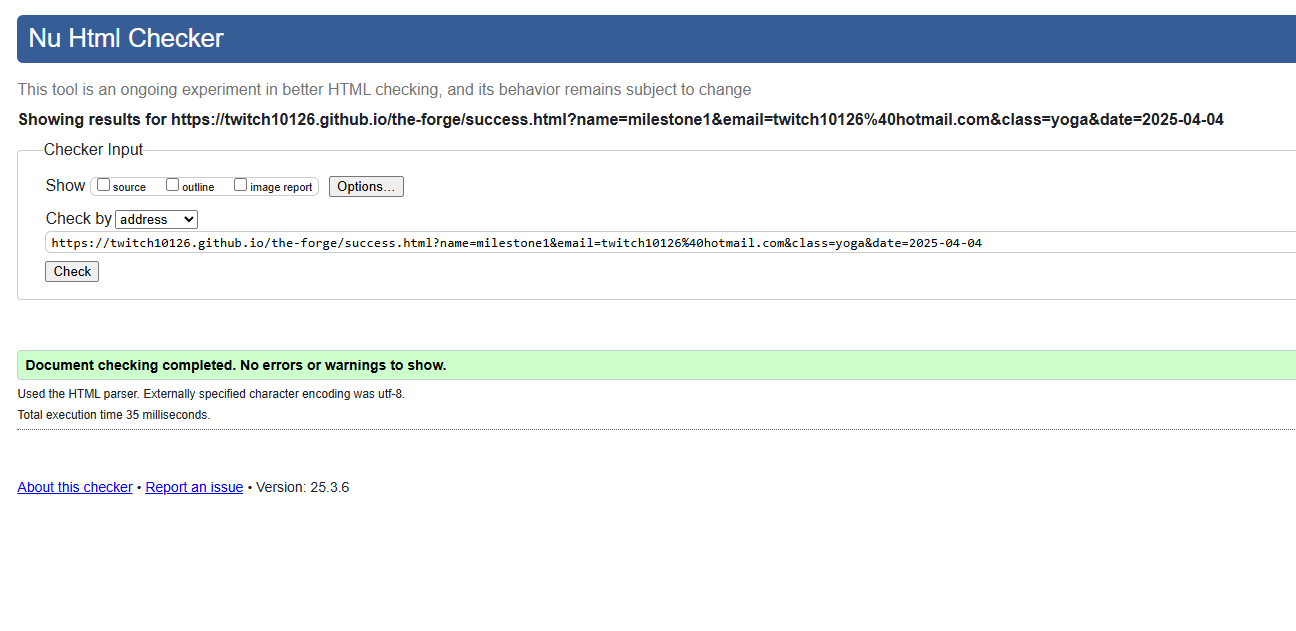 Nu Html Checker
This tool is an ongoing experiment in better HTML checking, and its behavior remains subject to change
Showing results for https://twitch10126.github.io/the-forge/success.html?name=milestone1&email=twitch10126%40hotmail.com&class=yoga&date=2025-04-04
Checker Input
Show source outline image report Options...
Check by address
https://twitch10126.github.io/the-forge/success.html?name=milestone1&email=twitch10126%40hotmail.com&class=yoga&date=2025-04-04
Check
Document checking completed. No errors or warnings to show.
Used the HTML parser. Externally specified character encoding was utf-8.
Total execution time 35 milliseconds.
About this checker • Report an issue • Version: 25.3.6